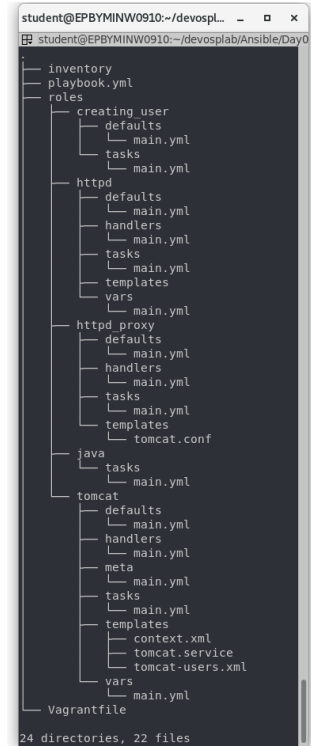 student@EPBYMINW0910:~/devospl...
student@EPBYMINW0910:~/devosplab/Ansible/Day0
.
├── inventory
├── playbook.yml
├── roles
│   ├── creating_user
│   │   ├── defaults
│   │   │   └── main.yml
│   │   └── tasks
│   │       └── main.yml
│   ├── httpd
│   │   ├── defaults
│   │   │   └── main.yml
│   │   ├── handlers
│   │   │   └── main.yml
│   │   ├── tasks
│   │   │   └── main.yml
│   │   ├── templates
│   │   └── vars
│   │       └── main.yml
│   ├── httpd_proxy
│   │   ├── defaults
│   │   │   └── main.yml
│   │   ├── handlers
│   │   │   └── main.yml
│   │   ├── tasks
│   │   │   └── main.yml
│   │   └── templates
│   │       └── tomcat.conf
│   ├── java
│   │   └── tasks
│   │       └── main.yml
│   └── tomcat
│       ├── defaults
│       │   └── main.yml
│       ├── handlers
│       │   └── main.yml
│       ├── meta
│       │   └── main.yml
│       ├── tasks
│       │   └── main.yml
│       ├── templates
│       │   ├── context.xml
│       │   ├── tomcat.service
│       │   └── tomcat-users.xml
│       └── vars
│           └── main.yml
└── Vagrantfile
24 directories, 22 files